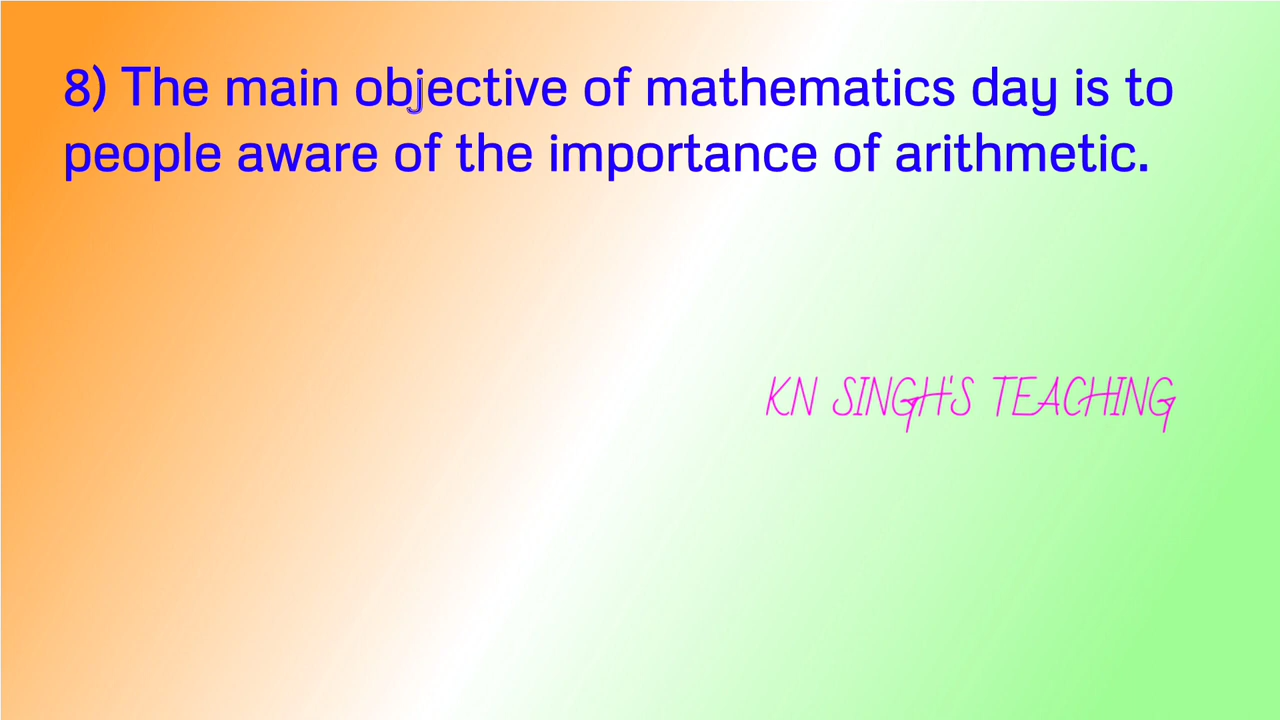 8) The main objective of mathematics day is to
people aware of the importance of arithmetic.
KN SINGH'S TEACHING